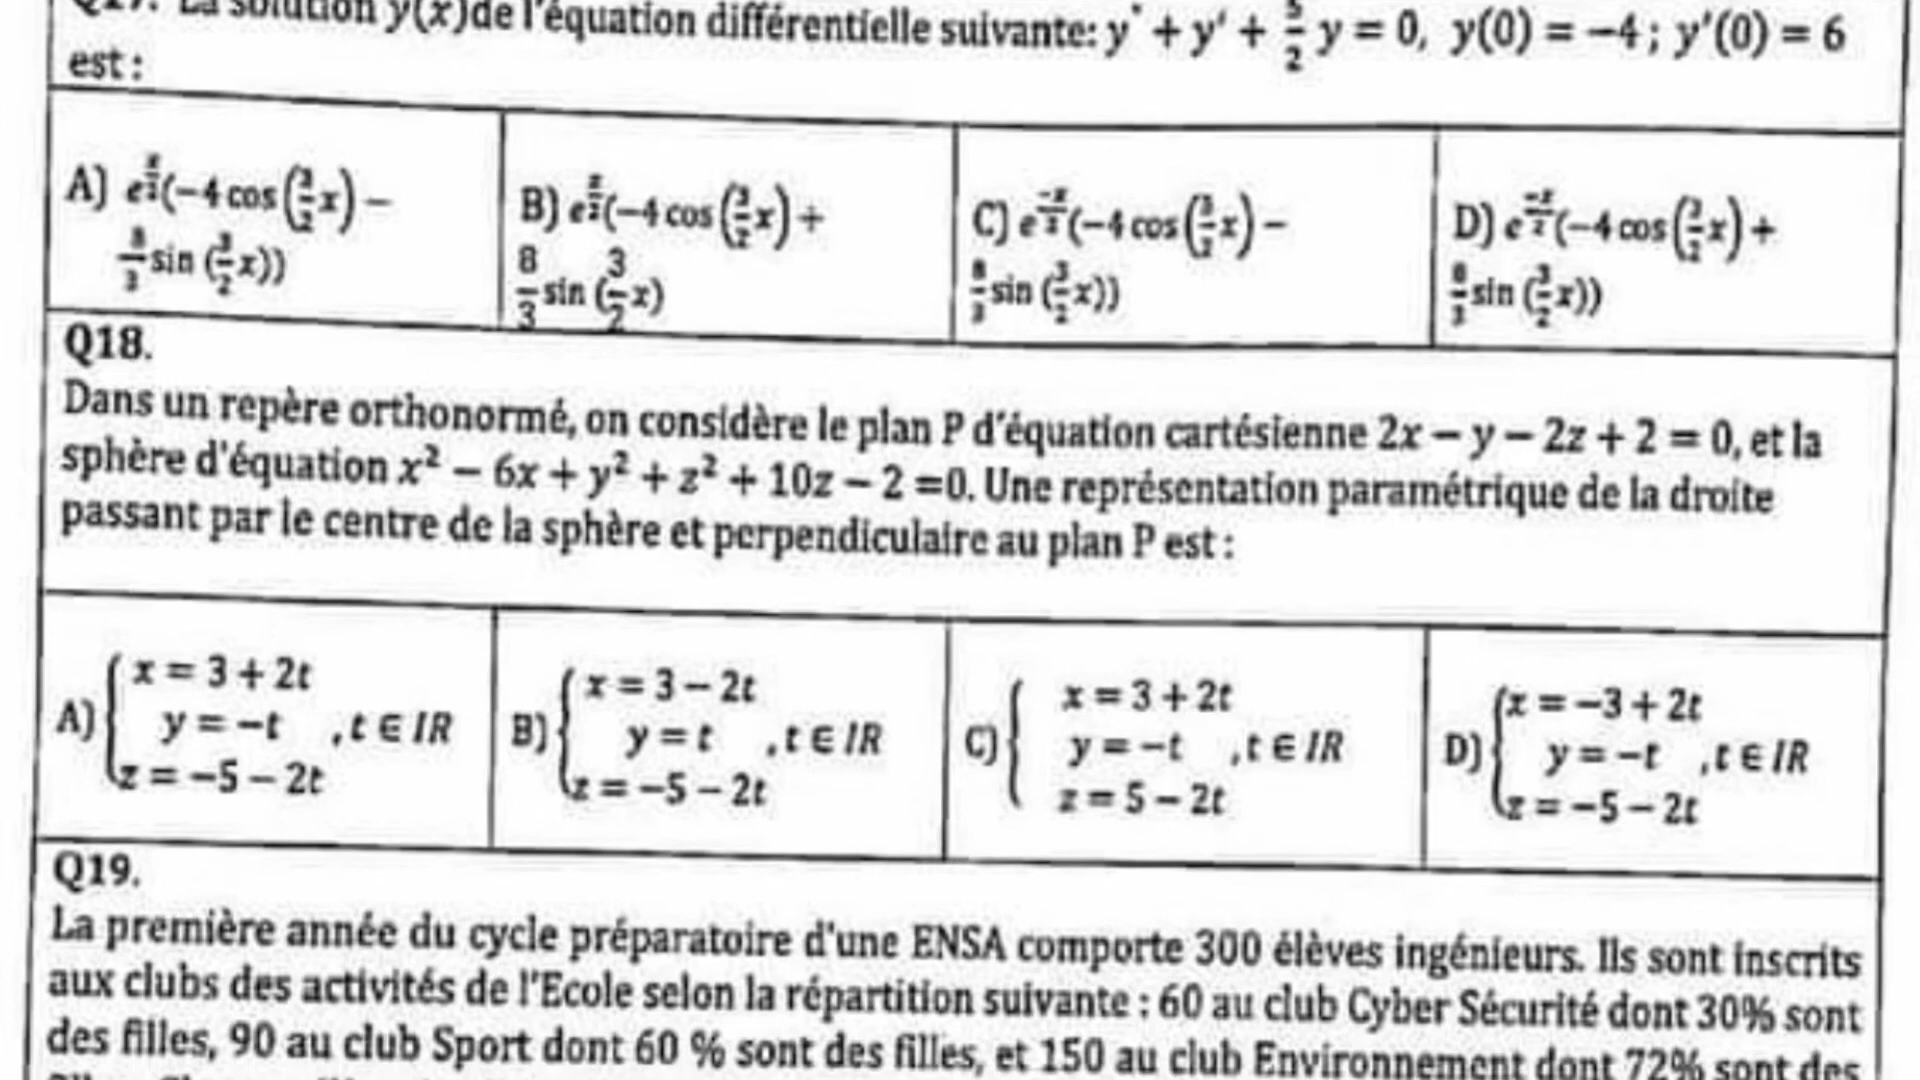 Q17. La solution y(x)de l'équation différentielle suivante: y'' + y' + 5/2 y = 0, y(0) = −4 ; y'(0) = 6
est :
A) e^{x/2}(−4 cos (3/2 x) −
8/3 sin (3/2 x))
B) e^{x/2}(−4 cos (3/2 x) +
8/3 sin (3/2 x)
C) e^{−x/2}(−4 cos (3/2 x) −
8/3 sin (3/2 x))
D) e^{−x/2}(−4 cos (3/2 x) +
8/3 sin (3/2 x))
Q18.
Dans un repère orthonormé, on considère le plan P d'équation cartésienne 2x − y − 2z + 2 = 0, et la
sphère d'équation x² − 6x + y² + z² + 10z − 2 =0. Une représentation paramétrique de la droite
passant par le centre de la sphère et perpendiculaire au plan P est :
A) { x = 3 + 2t
y = −t , t ∈ IR
z = −5 − 2t
B) { x = 3 − 2t
y = t , t ∈ IR
z = −5 − 2t
C) { x = 3 + 2t
y = −t , t ∈ IR
z = 5 − 2t
D) { x = −3 + 2t
y = −t , t ∈ IR
z = −5 − 2t
Q19.
La première année du cycle préparatoire d'une ENSA comporte 300 élèves ingénieurs. Ils sont inscrits
aux clubs des activités de l'Ecole selon la répartition suivante : 60 au club Cyber Sécurité dont 30% sont
des filles, 90 au club Sport dont 60 % sont des filles, et 150 au club Environnement dont 72% sont des